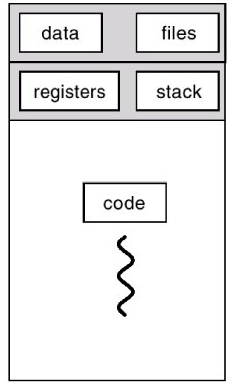 data files
registers stack
code